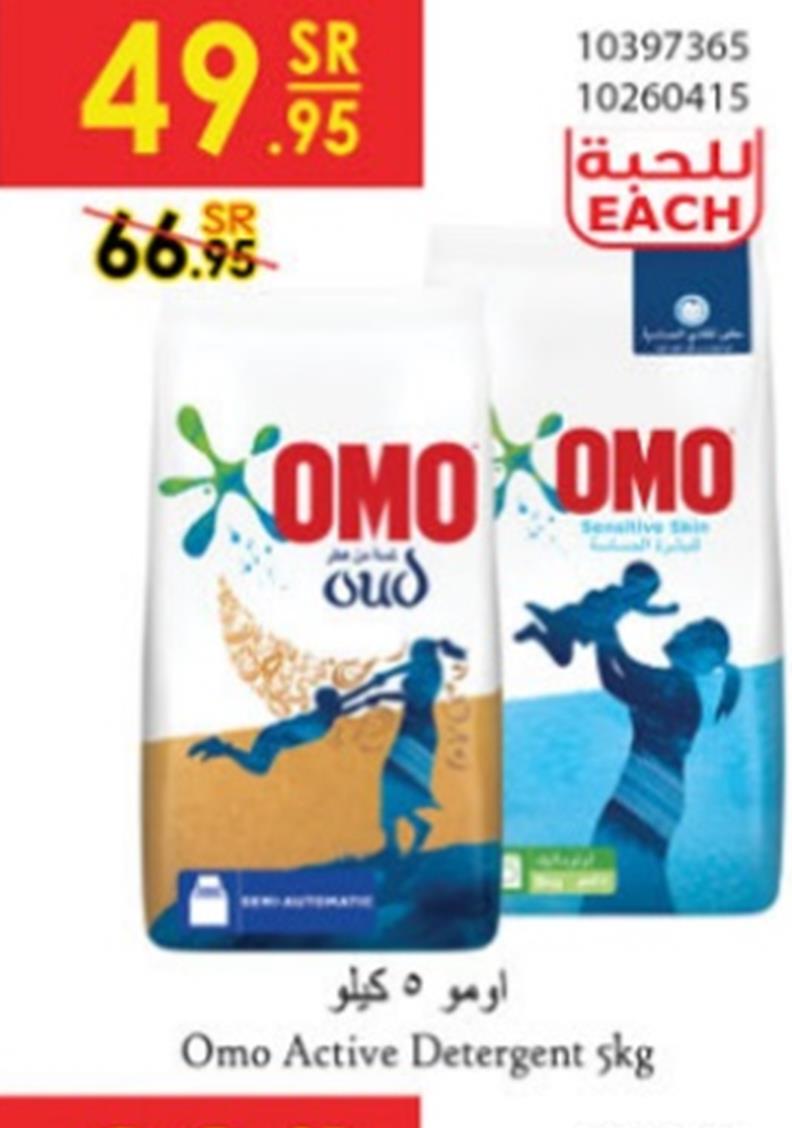 49.95 SR
10397365
10260415
للحبة
EACH
66.95 SR
OMO
oud
SEMI-AUTOMATIC
OMO
Sensitive Skin
للبشرة الحساسة
اومو ٥ كيلو
Omo Active Detergent 5kg